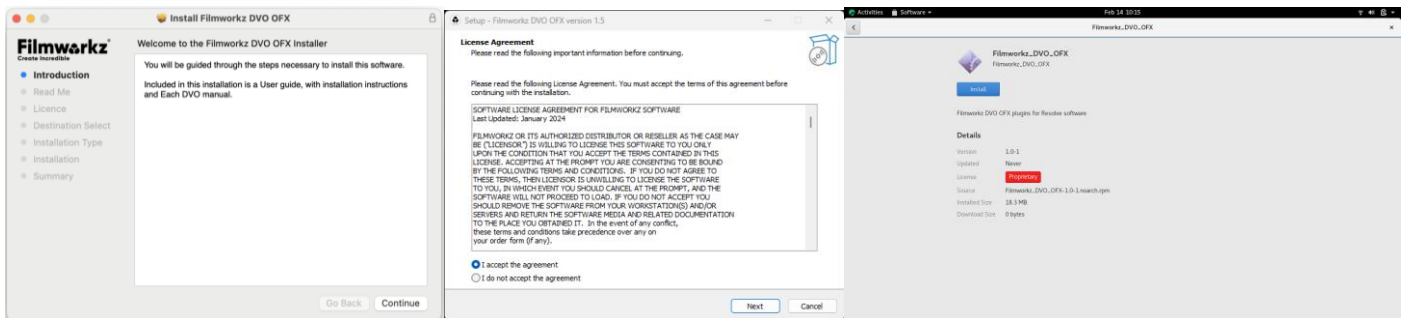 Install Filmworkz DVO OFX
Filmworkz
Create Incredible
Introduction
Read Me
Licence
Destination Select
Installation Type
Installation
Summary
Welcome to the Filmworkz DVO OFX Installer
You will be guided through the steps necessary to install this software.
Included in this installation is a User guide, with installation instructions
and Each DVO manual.
Go Back
Continue
Setup - Filmworkz DVO OFX version 1.5
License Agreement
Please read the following important information before continuing.
Please read the following License Agreement. You must accept the terms of this agreement before
continuing with the installation.
SOFTWARE LICENSE AGREEMENT FOR FILMWORKZ SOFTWARE
Last Updated: January 2024
FILMWORKZ OR ITS AUTHORIZED DISTRIBUTOR OR RESELLER AS THE CASE MAY
BE ("LICENSOR") IS WILLING TO LICENSE THIS SOFTWARE TO YOU ONLY
UPON THE CONDITION THAT YOU ACCEPT THE TERMS CONTAINED IN THIS
LICENSE. ACCEPTING AT THE PROMPT YOU ARE CONSENTING TO BE BOUND
BY THE FOLLOWING TERMS AND CONDITIONS. IF YOU DO NOT AGREE TO
THESE TERMS, THEN LICENSOR IS UNWILLING TO LICENSE THE SOFTWARE
TO YOU, IN WHICH EVENT YOU SHOULD CANCEL AT THE PROMPT, AND THE
SOFTWARE WILL NOT PROCEED TO LOAD. IF YOU DO NOT ACCEPT YOU
SHOULD REMOVE THE SOFTWARE FROM YOUR WORKSTATION(S) AND/OR
SERVERS AND RETURN THE SOFTWARE MEDIA AND RELATED DOCUMENTATION
TO THE PLACE YOU OBTAINED IT. In the event of any conflict,
these terms and conditions take precedence over any on
your order form (if any).
I accept the agreement
I do not accept the agreement
Next
Cancel
Activities
Software
Feb 14 10:15
Filmworkz_DVO_OFX
Filmworkz_DVO_OFX
Filmworkz_DVO_OFX
Install
Filmworkz DVO OFX plugins for Resolve software
Details
Version 1.0-1
Updated Never
License Proprietary
Source Filmworkz_DVO_OFX-1.0-1.noarch.rpm
Installed Size 18.3 MB
Download Size 0 bytes